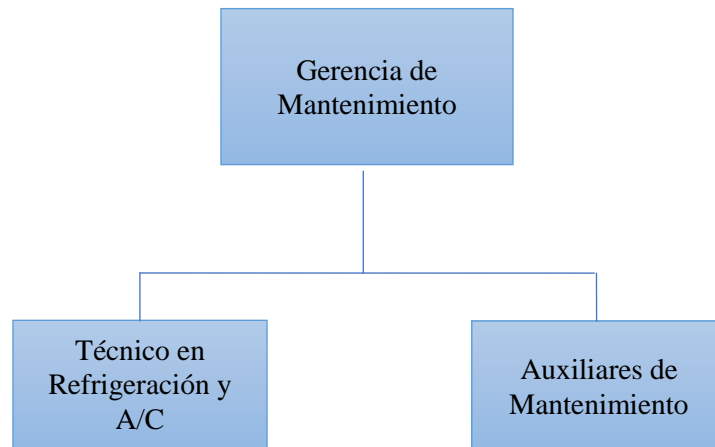 Gerencia de
Mantenimiento
Técnico en
Refrigeración y
A/C
Auxiliares de
Mantenimiento